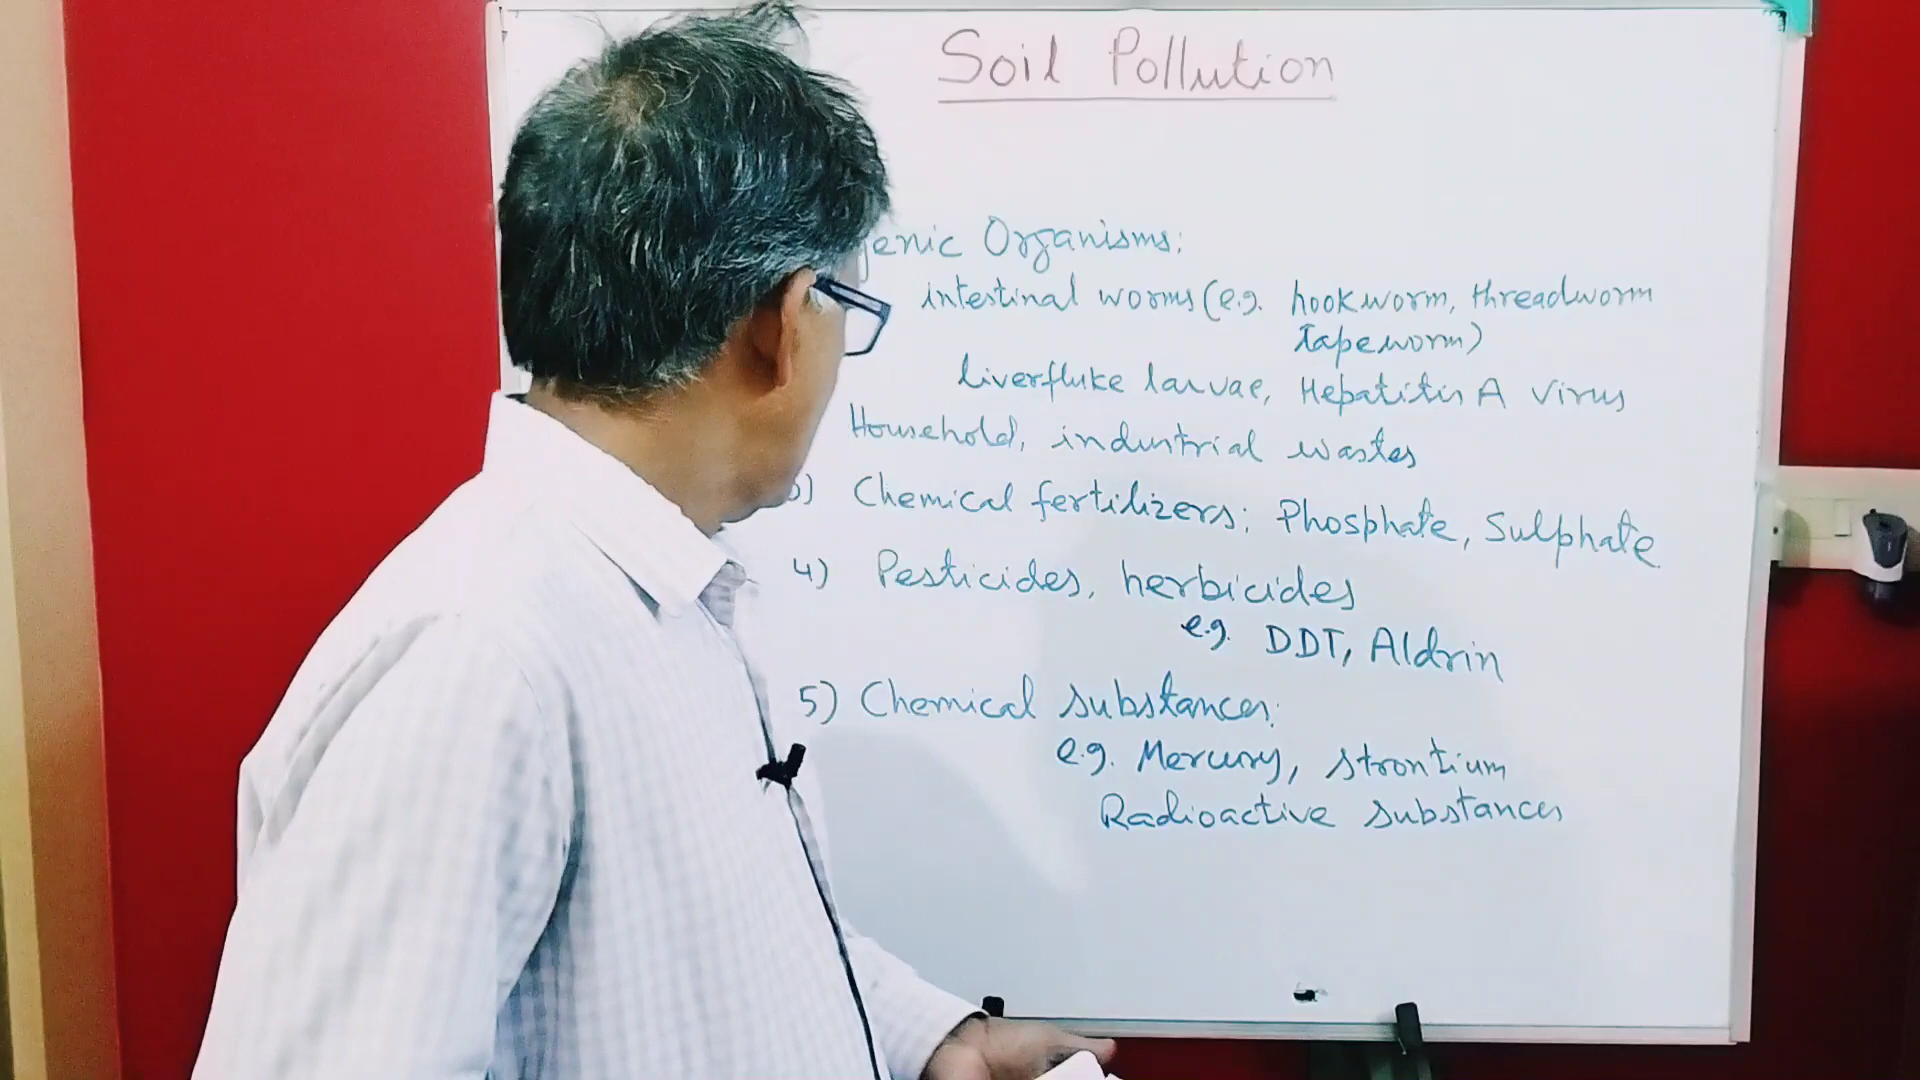 Soil Pollution
genic Organisms:
intestinal worms (e.g. hookworm, threadworm
tapeworm)
liverfluke larvae, Hepatitis A Virus
Household, industrial wastes
3) Chemical fertilizers: Phosphate, Sulphate
4) Pesticides, herbicides
e.g. DDT, Aldrin
5) Chemical substances:
e.g. Mercury, strontium
Radioactive substances